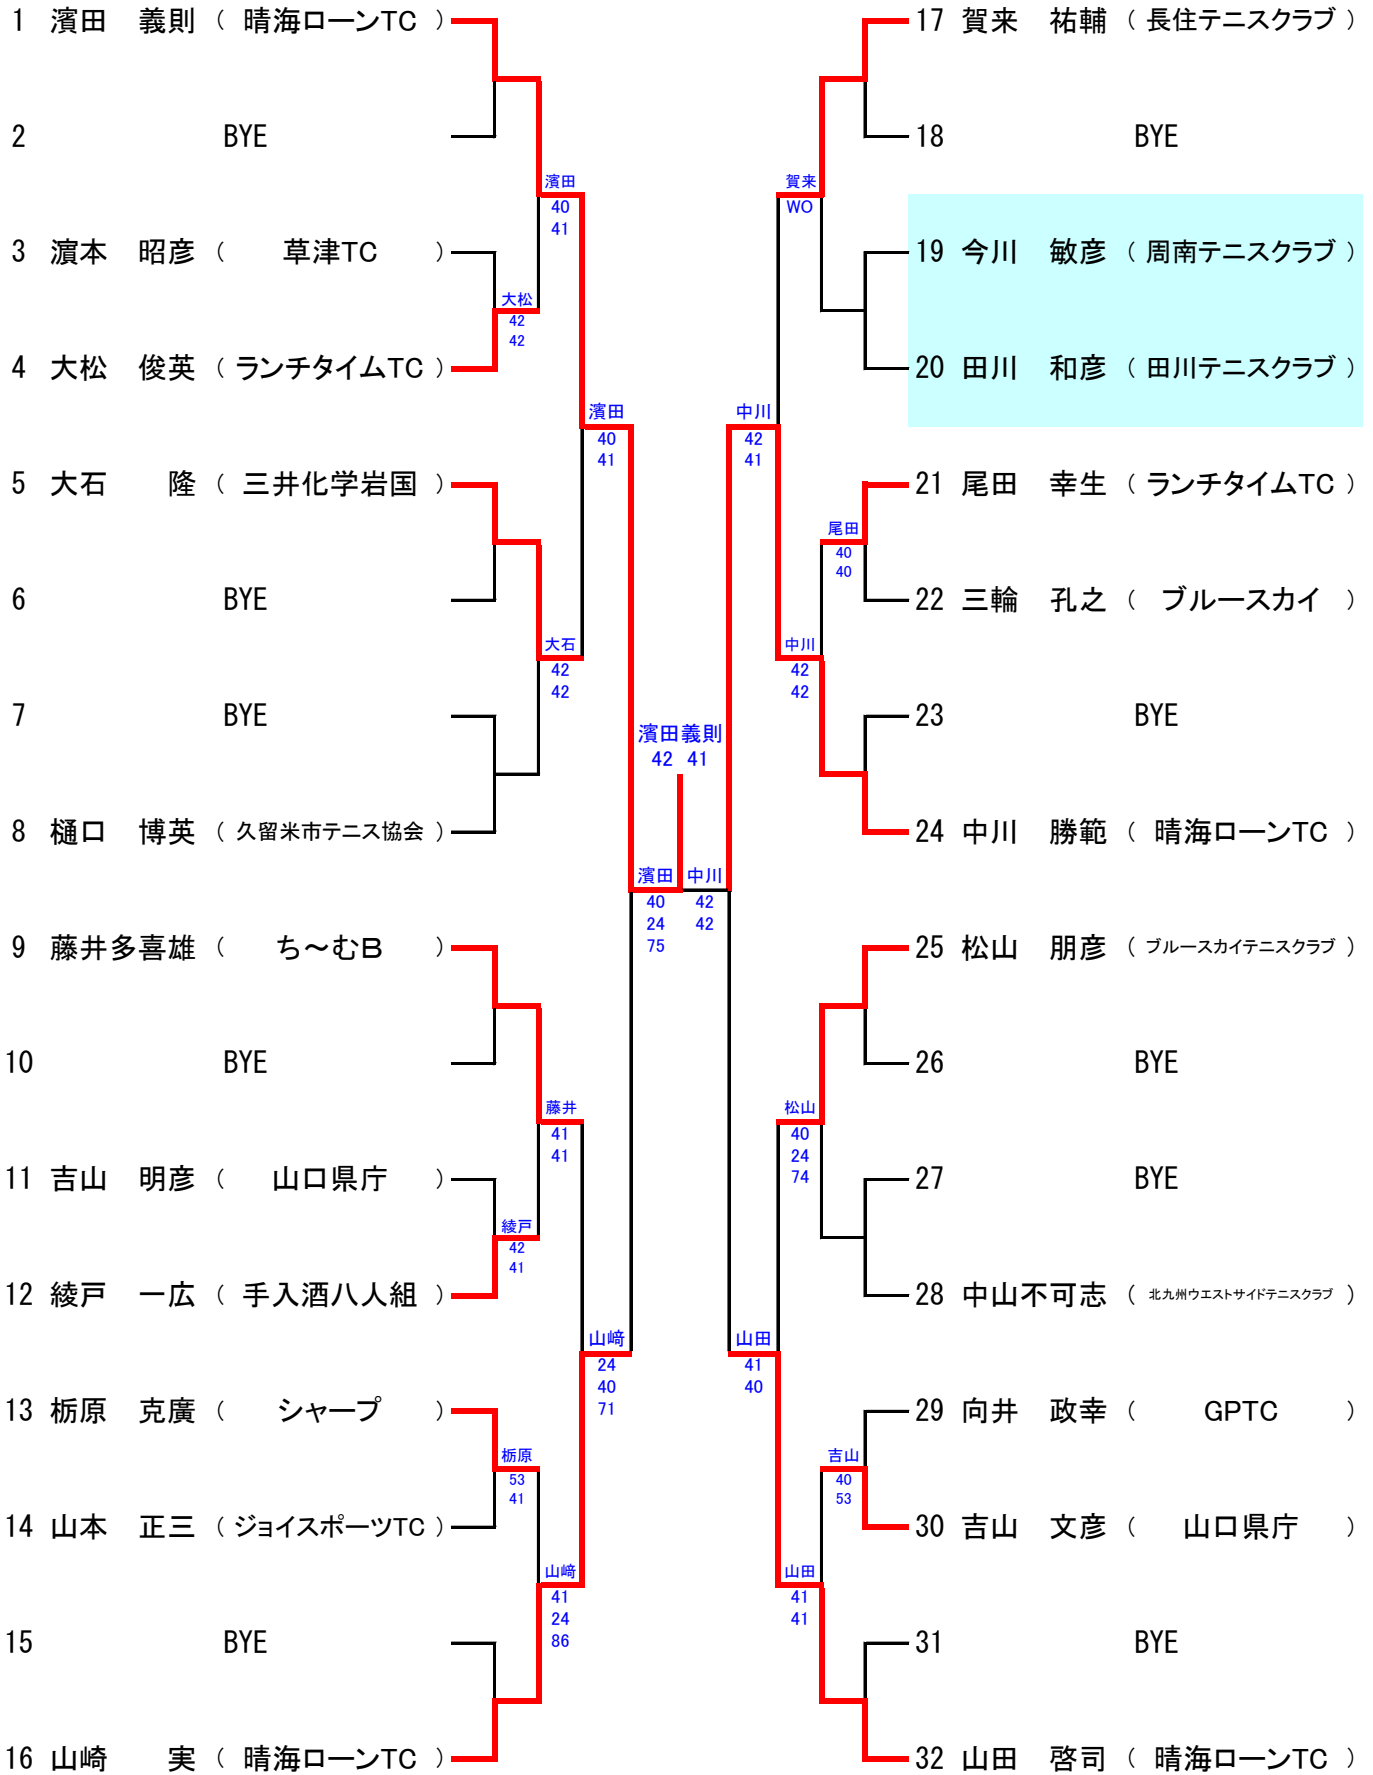 1 濱田　義則 ( 晴海ローンTC )
2 BYE
濱田
40
41
3 濵本　昭彦 ( 草津TC )
大松
42
42
4 大松　俊英 ( ランチタイムTC )
濱田
40
41
5 大石　隆 ( 三井化学岩国 )
6 BYE
大石
42
42
7 BYE
8 樋口　博英 ( 久留米市テニス協会 )
濱田義則
42 41
濱田
40
24
75
9 藤井多喜雄 ( ち～むB )
10 BYE
藤井
41
41
11 吉山　明彦 ( 山口県庁 )
綾戸
42
41
12 綾戸　一広 ( 手入酒八人組 )
山﨑
24
40
71
13 栃原　克廣 ( シャープ )
栃原
53
41
14 山本　正三 ( ジョイスポーツTC )
山﨑
41
24
86
15 BYE
16 山崎　実 ( 晴海ローンTC )
17 賀来　祐輔 ( 長住テニスクラブ )
18 BYE
賀来
WO
19 今川　敏彦 ( 周南テニスクラブ )
20 田川　和彦 ( 田川テニスクラブ )
中川
42
41
21 尾田　幸生 ( ランチタイムTC )
尾田
40
40
22 三輪　孔之 ( ブルースカイ )
中川
42
42
23 BYE
24 中川　勝範 ( 晴海ローンTC )
中川
42
42
25 松山　朋彦 ( ブルースカイテニスクラブ )
26 BYE
松山
40
24
74
27 BYE
28 中山不可志 ( 北九州ウエストサイドテニスクラブ )
山田
41
40
29 向井　政幸 ( GPTC )
吉山
40
53
30 吉山　文彦 ( 山口県庁 )
山田
41
41
31 BYE
32 山田　啓司 ( 晴海ローンTC )